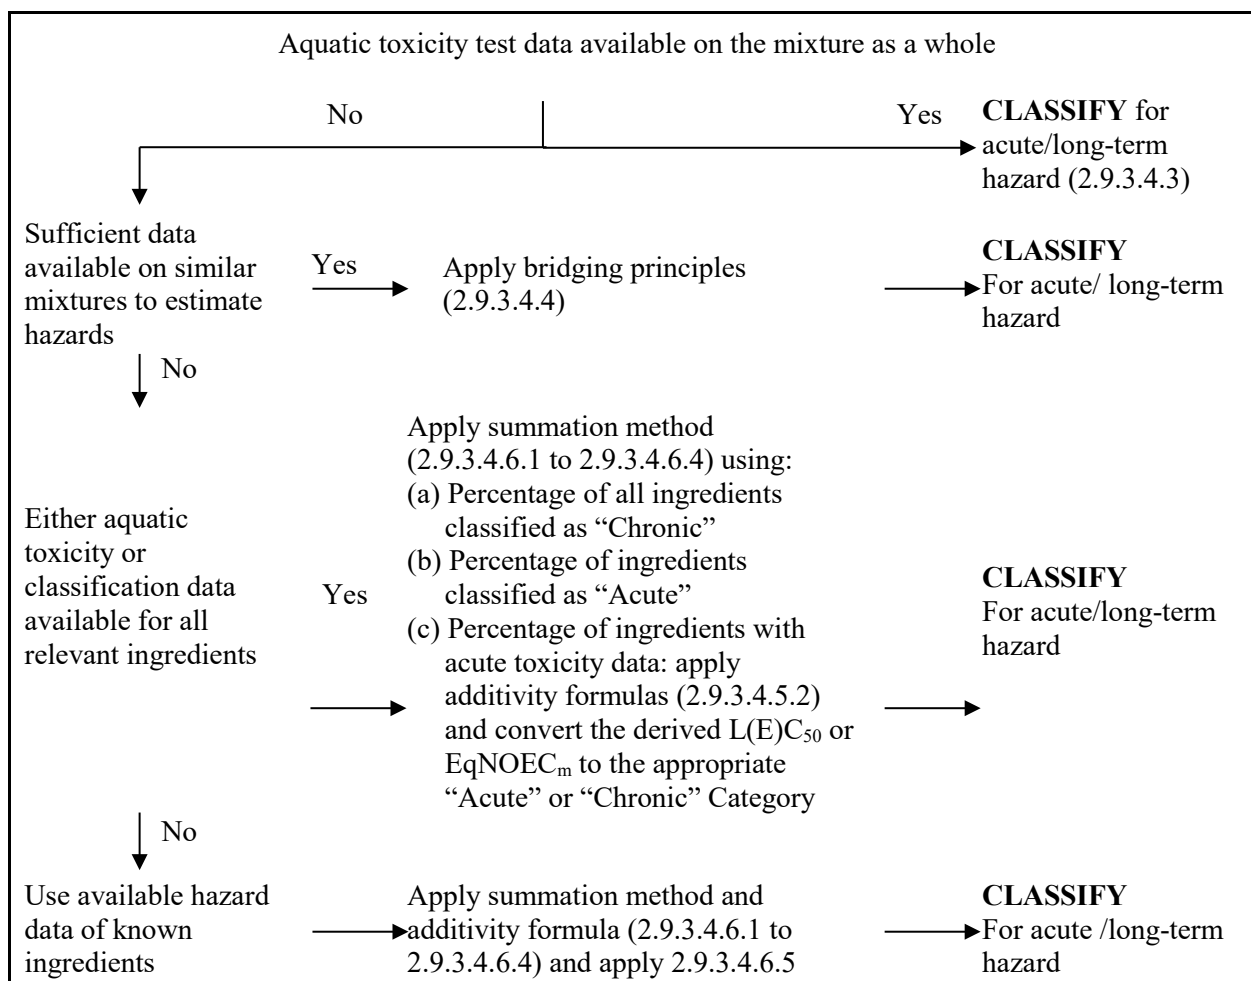 Aquatic toxicity test data available on the mixture as a whole
No
Yes
CLASSIFY for
acute/long-term
hazard (2.9.3.4.3)
Sufficient data
available on similar
mixtures to estimate
hazards
Yes
Apply bridging principles
(2.9.3.4.4)
CLASSIFY
For acute/ long-term
hazard
No
Either aquatic
toxicity or
classification data
available for all
relevant ingredients
Yes
Apply summation method
(2.9.3.4.6.1 to 2.9.3.4.6.4) using:
(a) Percentage of all ingredients
classified as “Chronic”
(b) Percentage of ingredients
classified as “Acute”
(c) Percentage of ingredients with
acute toxicity data: apply
additivity formulas (2.9.3.4.5.2)
and convert the derived L(E)C₅₀ or
EqNOECₘ to the appropriate
“Acute” or “Chronic” Category
CLASSIFY
For acute/long-term
hazard
No
Use available hazard
data of known
ingredients
Apply summation method and
additivity formula (2.9.3.4.6.1 to
2.9.3.4.6.4) and apply 2.9.3.4.6.5
CLASSIFY
For acute /long-term
hazard